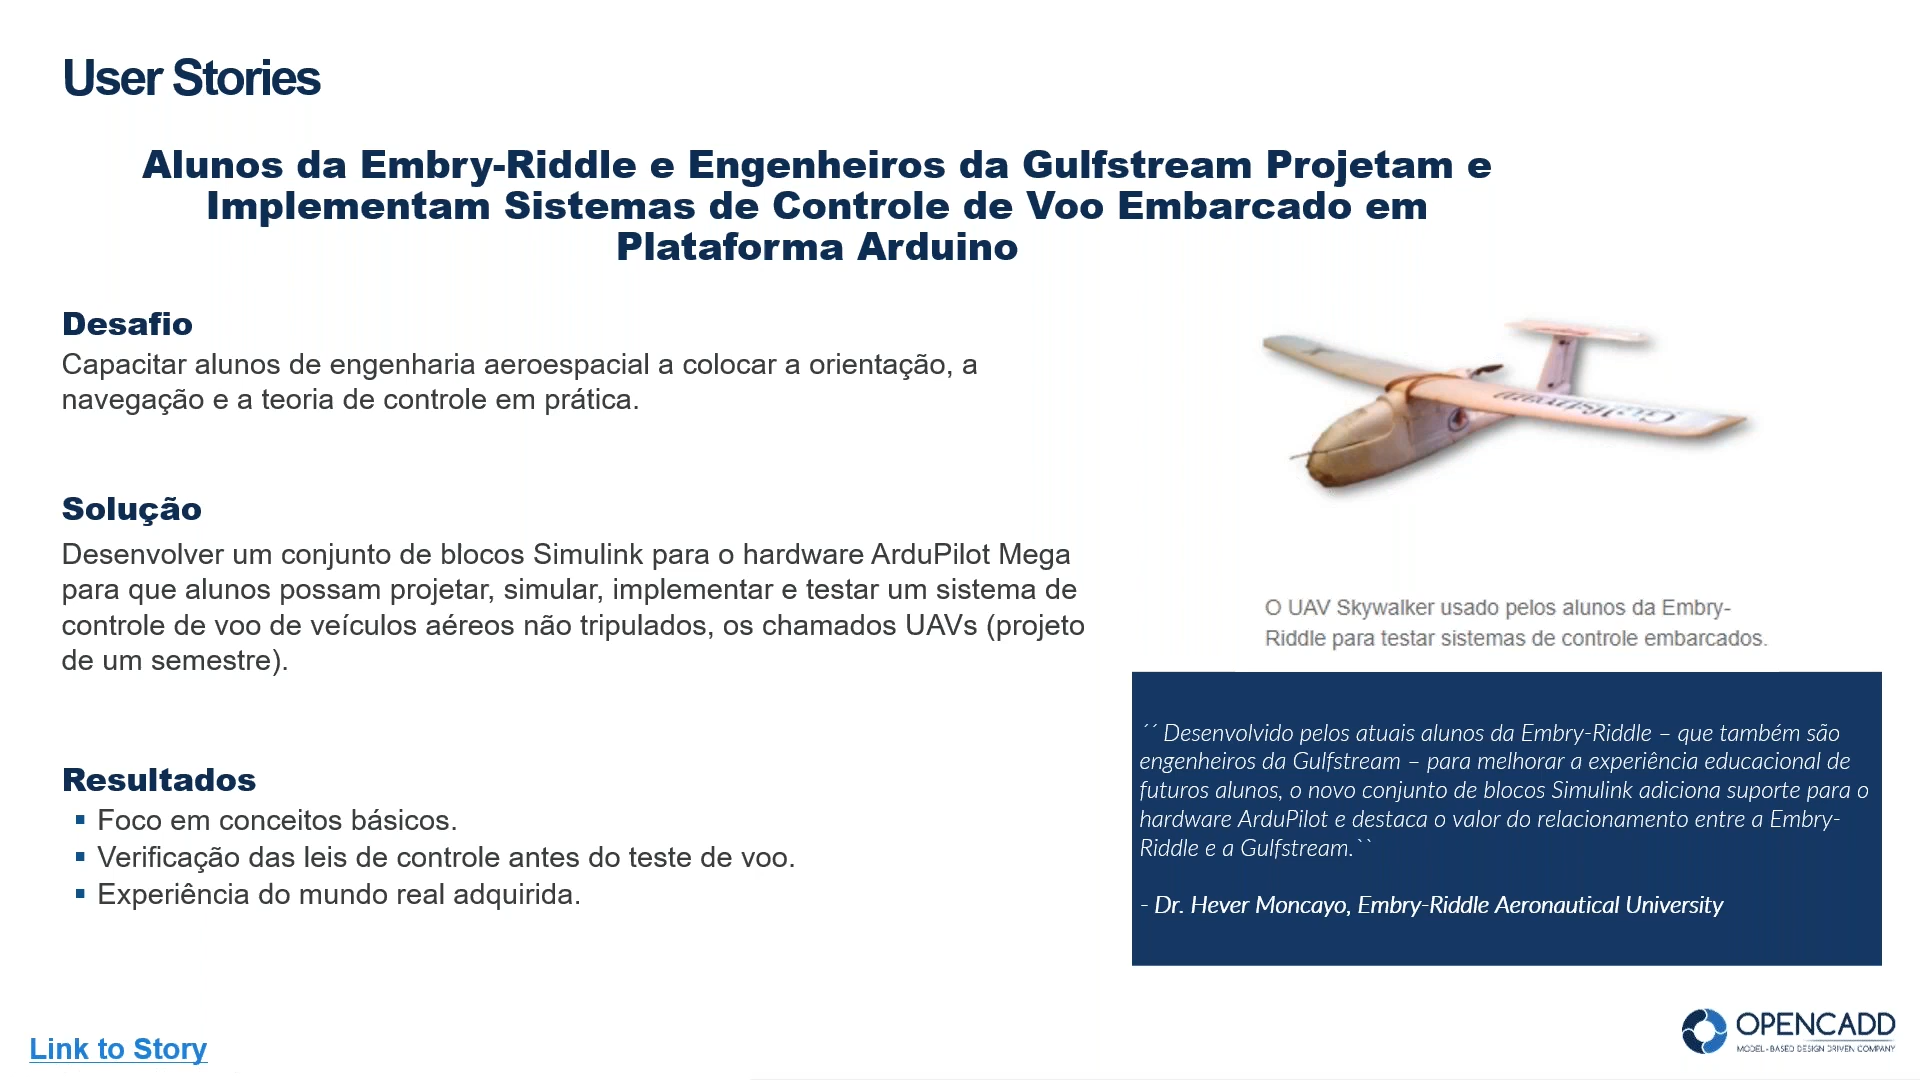 User Stories
Alunos da Embry-Riddle e Engenheiros da Gulfstream Projetam e
Implementam Sistemas de Controle de Voo Embarcado em
Plataforma Arduino
Desafio
Capacitar alunos de engenharia aeroespacial a colocar a orientação, a
navegação e a teoria de controle em prática.
Solução
Desenvolver um conjunto de blocos Simulink para o hardware ArduPilot Mega
para que alunos possam projetar, simular, implementar e testar um sistema de
controle de voo de veículos aéreos não tripulados, os chamados UAVs (projeto
de um semestre).
Resultados
▪ Foco em conceitos básicos.
▪ Verificação das leis de controle antes do teste de voo.
▪ Experiência do mundo real adquirida.
Gulfstream
O UAV Skywalker usado pelos alunos da Embry-
Riddle para testar sistemas de controle embarcados.
´´ Desenvolvido pelos atuais alunos da Embry-Riddle – que também são
engenheiros da Gulfstream – para melhorar a experiência educacional de
futuros alunos, o novo conjunto de blocos Simulink adiciona suporte para o
hardware ArduPilot e destaca o valor do relacionamento entre a Embry-
Riddle e a Gulfstream.``
- Dr. Hever Moncayo, Embry-Riddle Aeronautical University
Link to Story
OPENCADD
MODEL-BASED DESIGN DRIVEN COMPANY